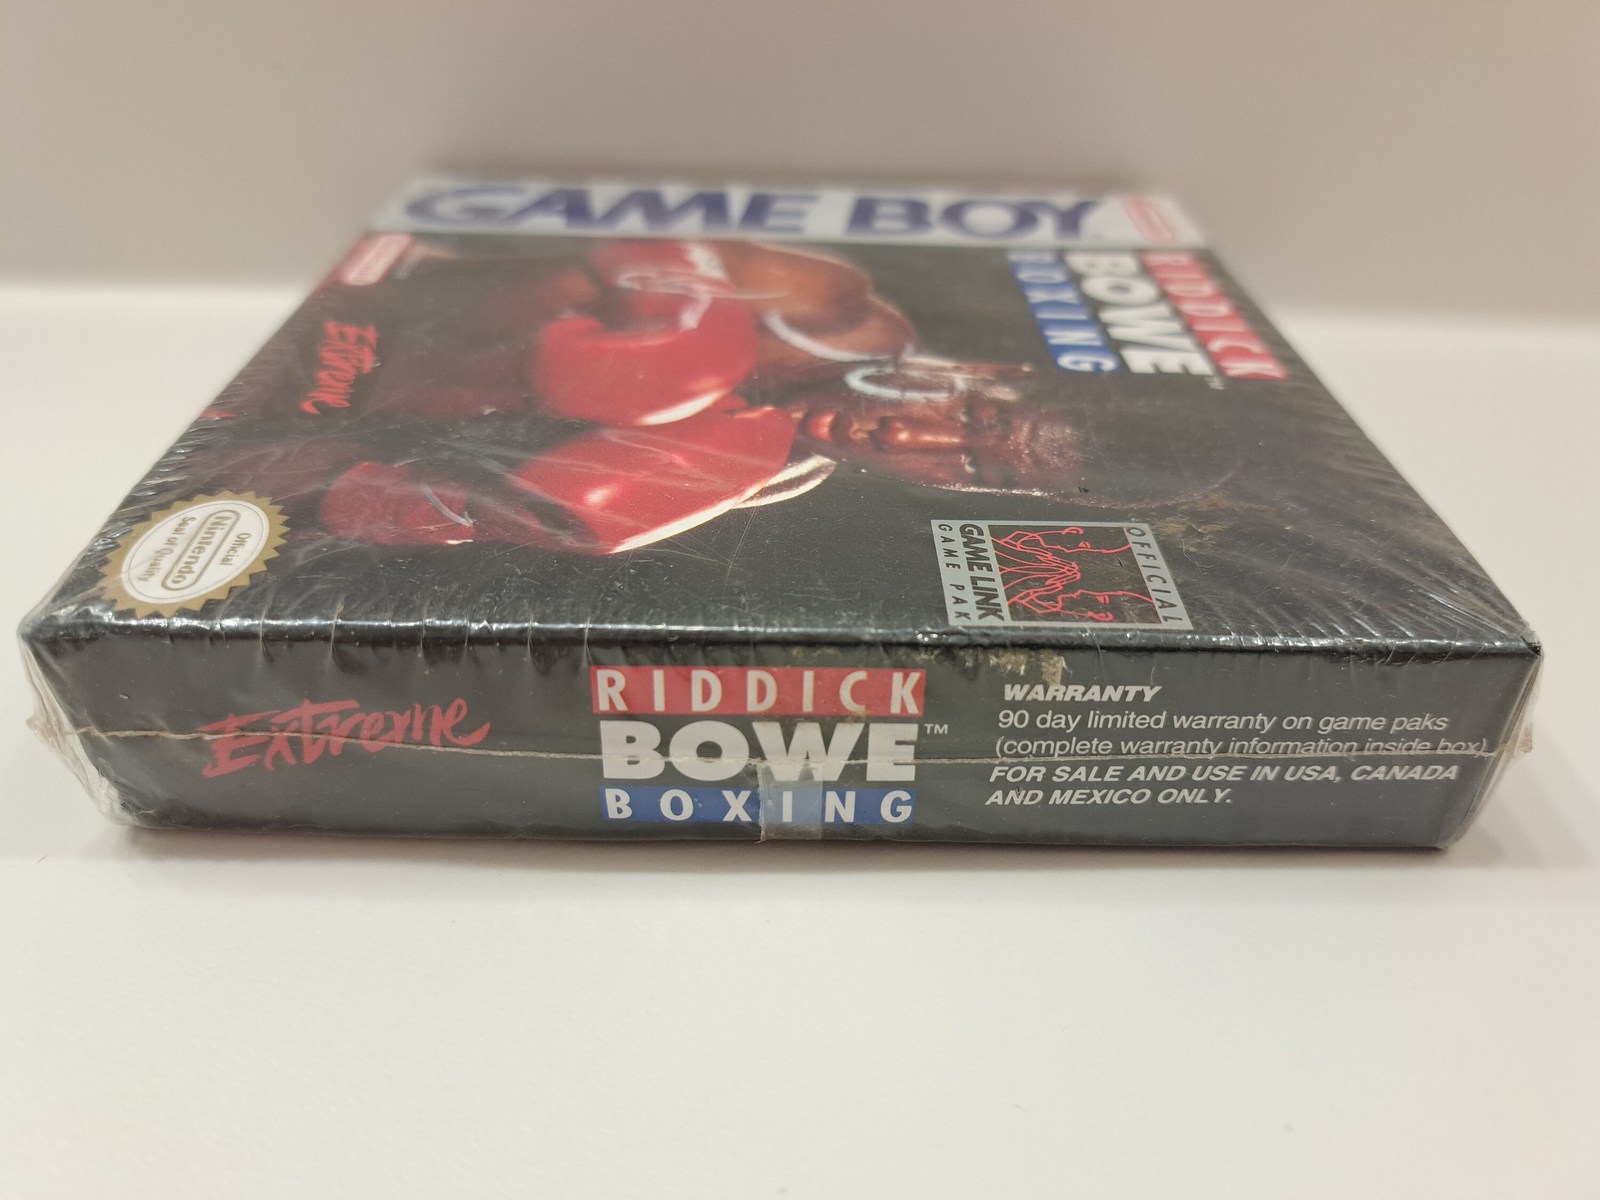 GAME BOY
RIDDICK
BOWE™
BOXING
Extreme
Official
Nintendo
Seal of Quality
OFFICIAL
GAME LINK
GAME PAK
Extreme
RIDDICK
BOWE™
BOXING
WARRANTY
90 day limited warranty on game paks
(complete warranty information inside box)
FOR SALE AND USE IN USA, CANADA
AND MEXICO ONLY.